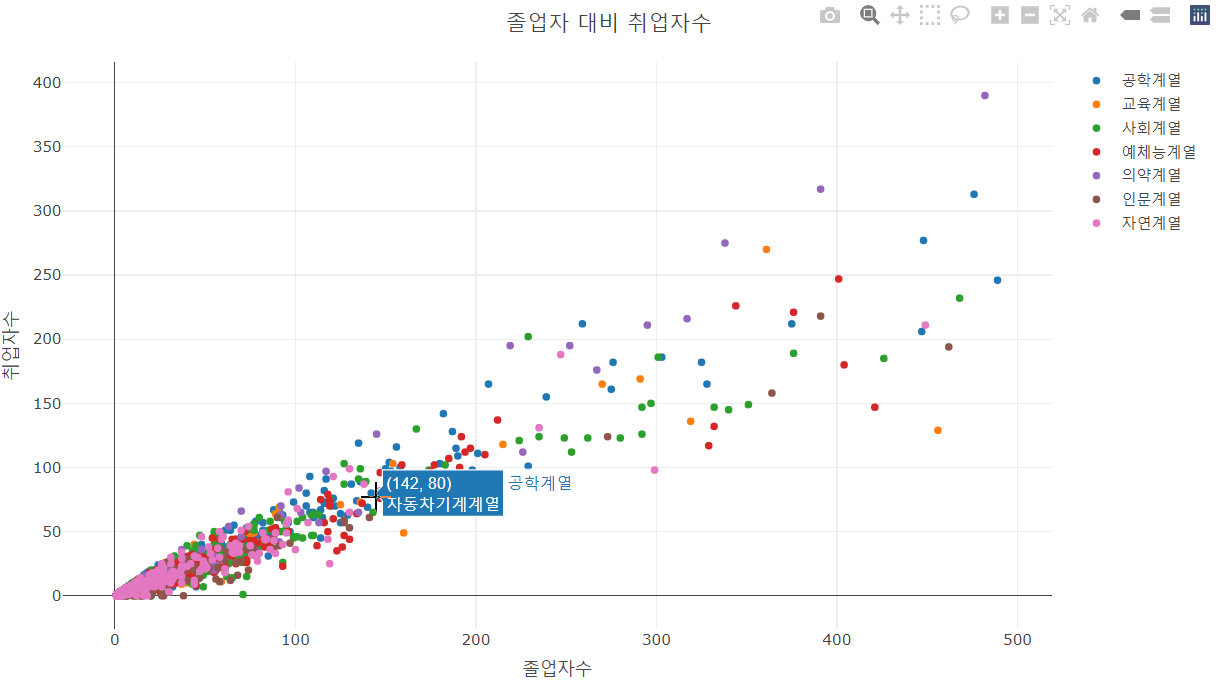 졸업자 대비 취업자수
취업자수
400
350
300
250
200
150
100
50
0
(142, 80)
자동차기계계열
공학계열
0
100
200
300
400
500
졸업자수
공학계열
교육계열
사회계열
예체능계열
의약계열
인문계열
자연계열